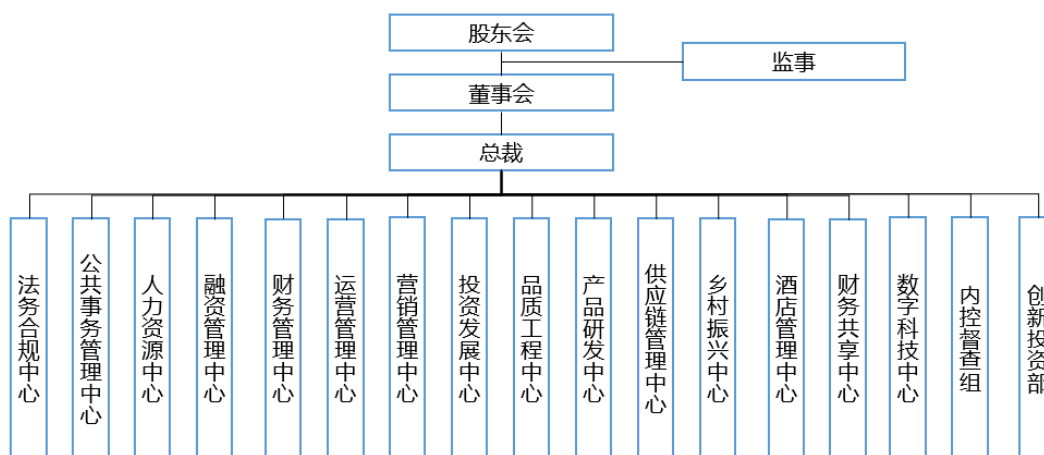 股东会
监事
董事会
总裁
法务合规中心
公共事务管理中心
人力资源中心
融资管理中心
财务管理中心
运营管理中心
营销管理中心
投资发展中心
品质工程中心
产品研发中心
供应链管理中心
乡村振兴中心
酒店管理中心
财务共享中心
数字科技中心
内控督查组
创新投资部